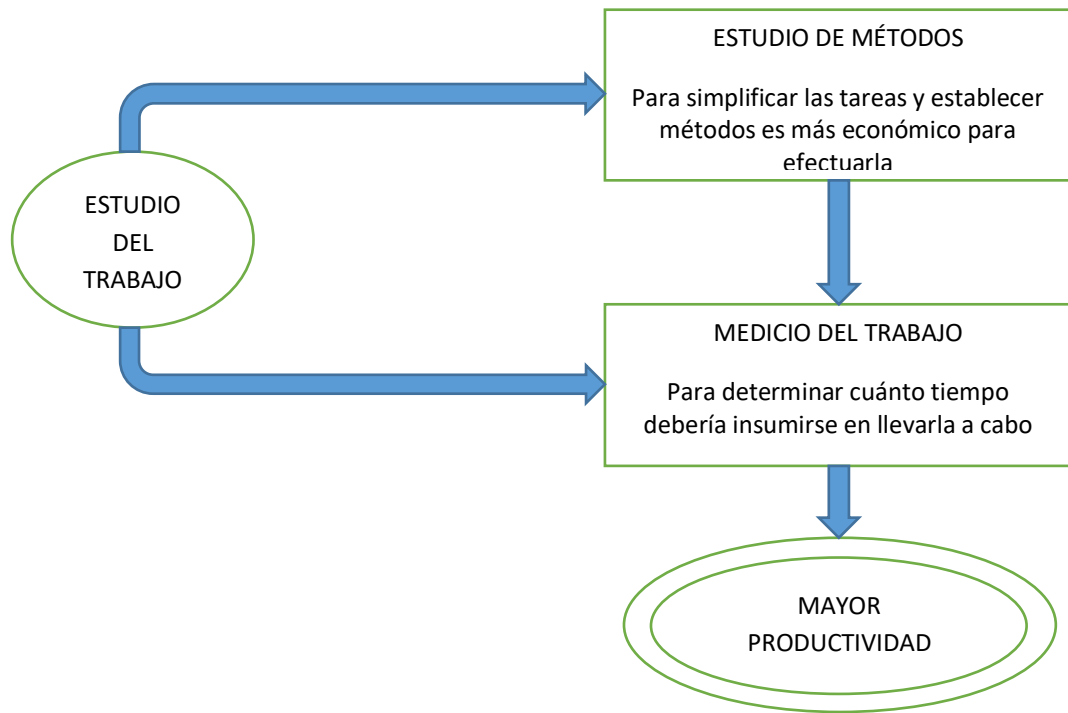 ESTUDIO DE MÉTODOS
Para simplificar las tareas y establecer
métodos es más económico para
efectuarla
ESTUDIO
DEL
TRABAJO
MEDICIO DEL TRABAJO
Para determinar cuánto tiempo
debería insumirse en llevarla a cabo
MAYOR
PRODUCTIVIDAD